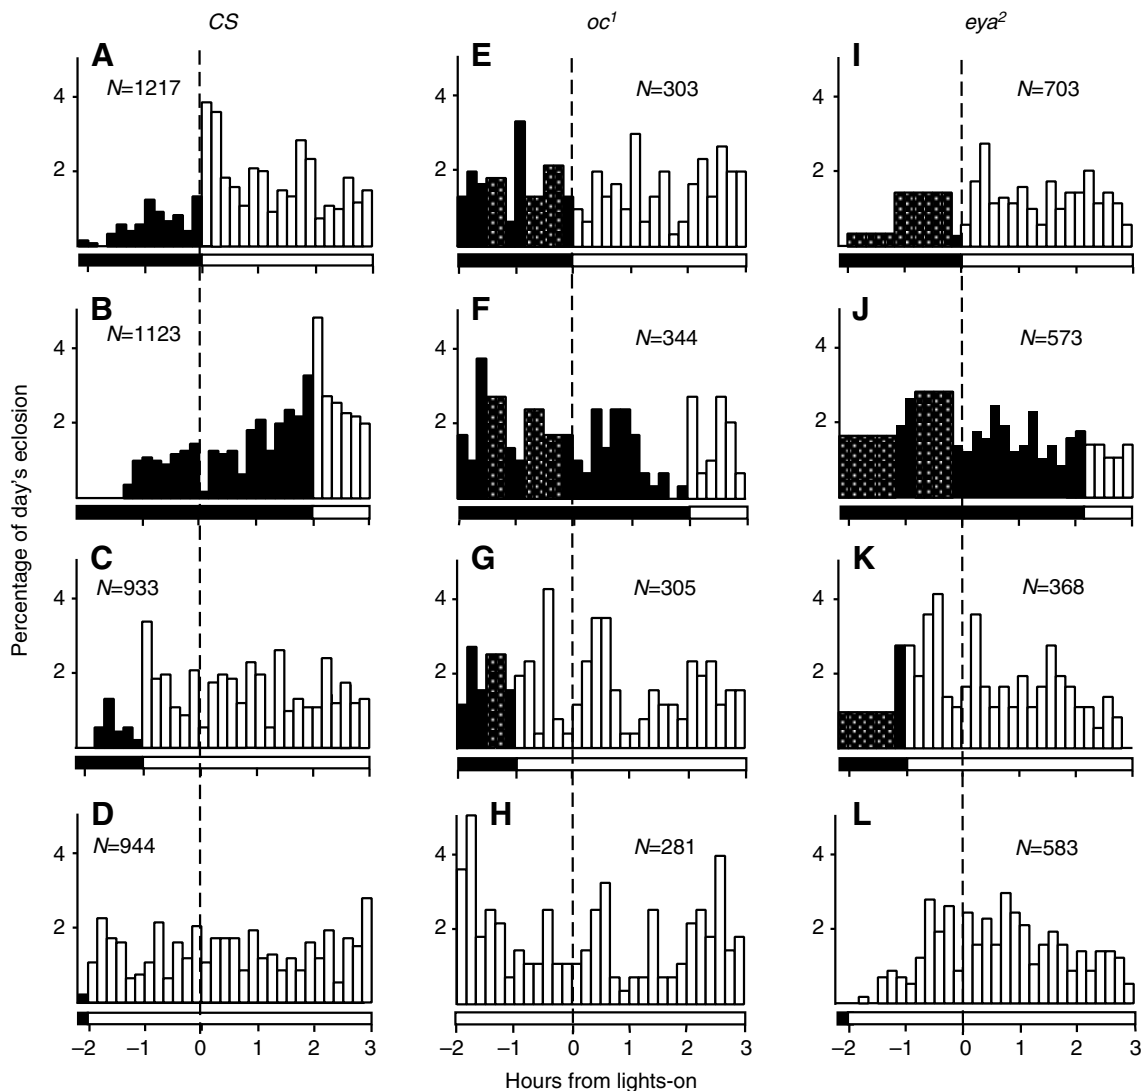 CS oc¹ eya²
A E I
N=1217 N=303 N=703
4 4 4
2 2 2
B F J
N=1123 N=344 N=573
4 4 4
2 2 2
Percentage of day's eclosion
C G K
N=933 N=305 N=368
4 4 4
2 2 2
D H L
N=944 N=281 N=583
4 4 4
2 2 2
–2 –1 0 1 2 3 –2 –1 0 1 2 3 –2 –1 0 1 2 3
Hours from lights-on